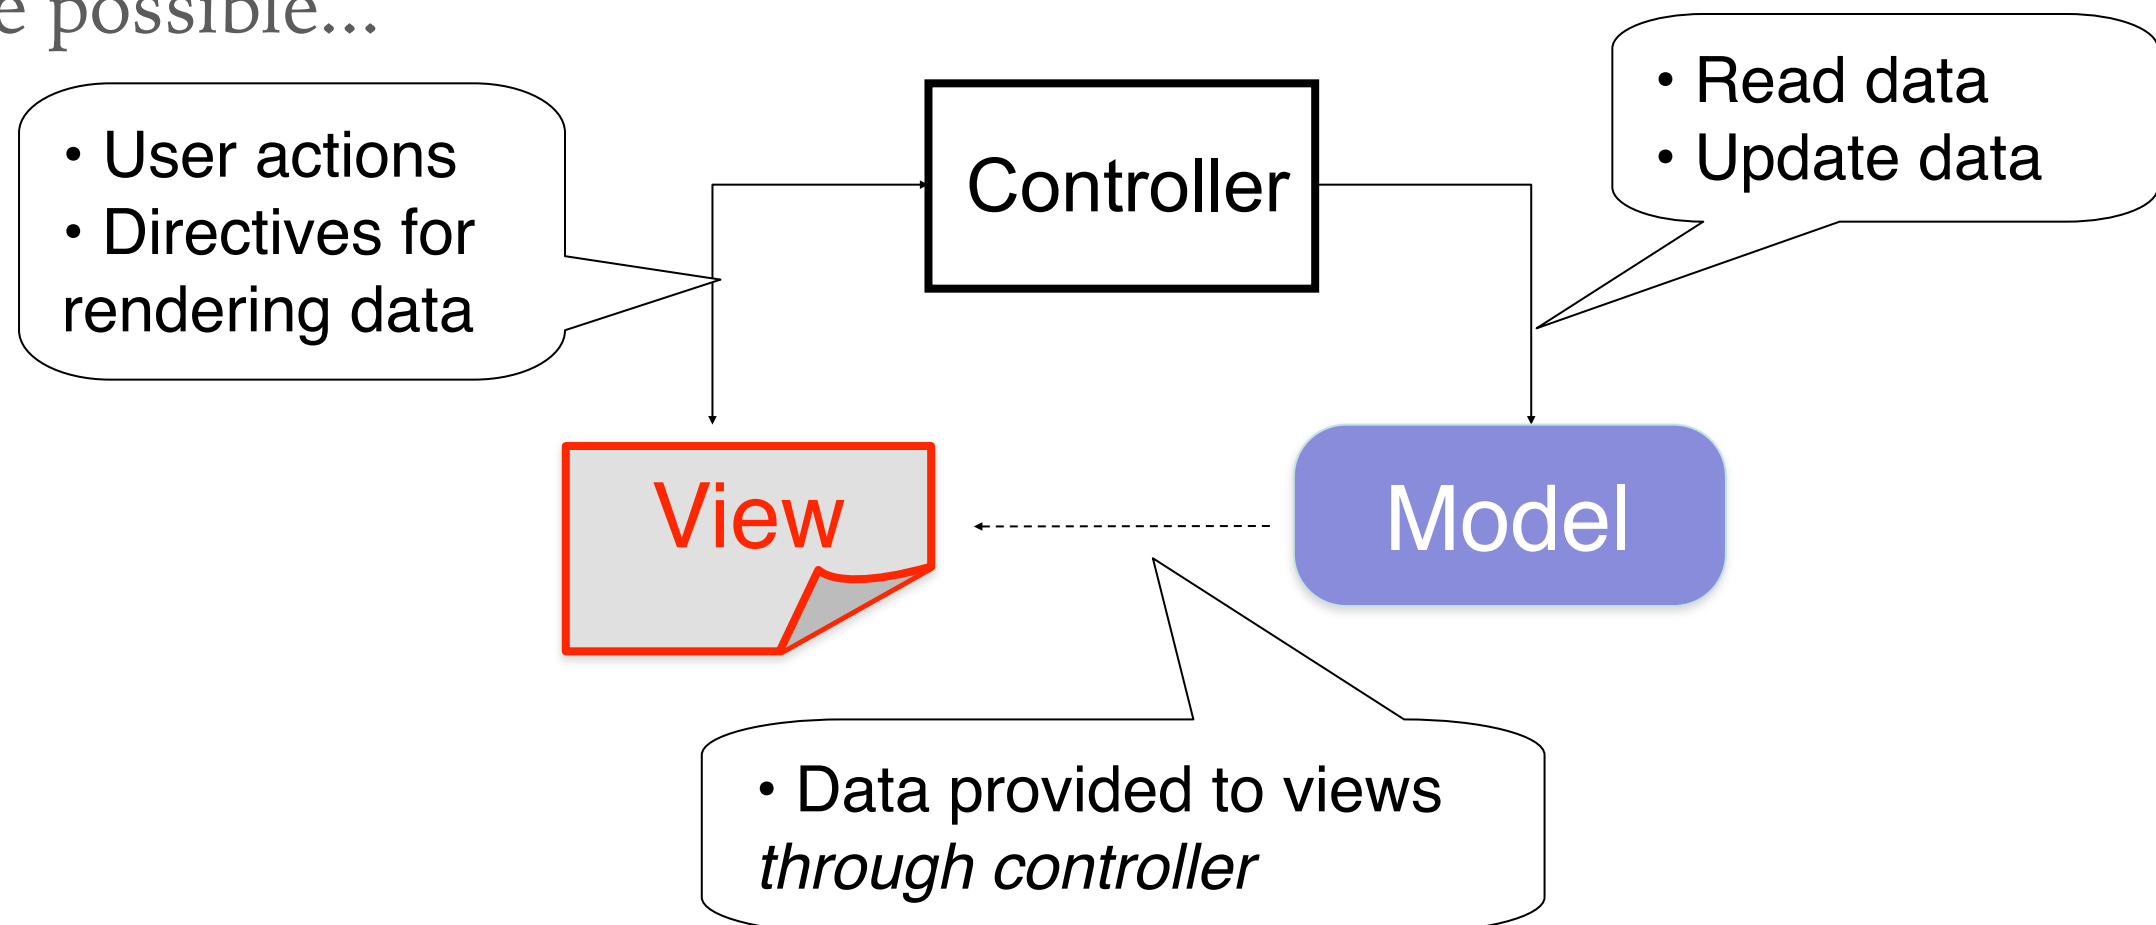 e possible...
• User actions
• Directives for
rendering data
Controller
• Read data
• Update data
View
Model
• Data provided to views
through controller